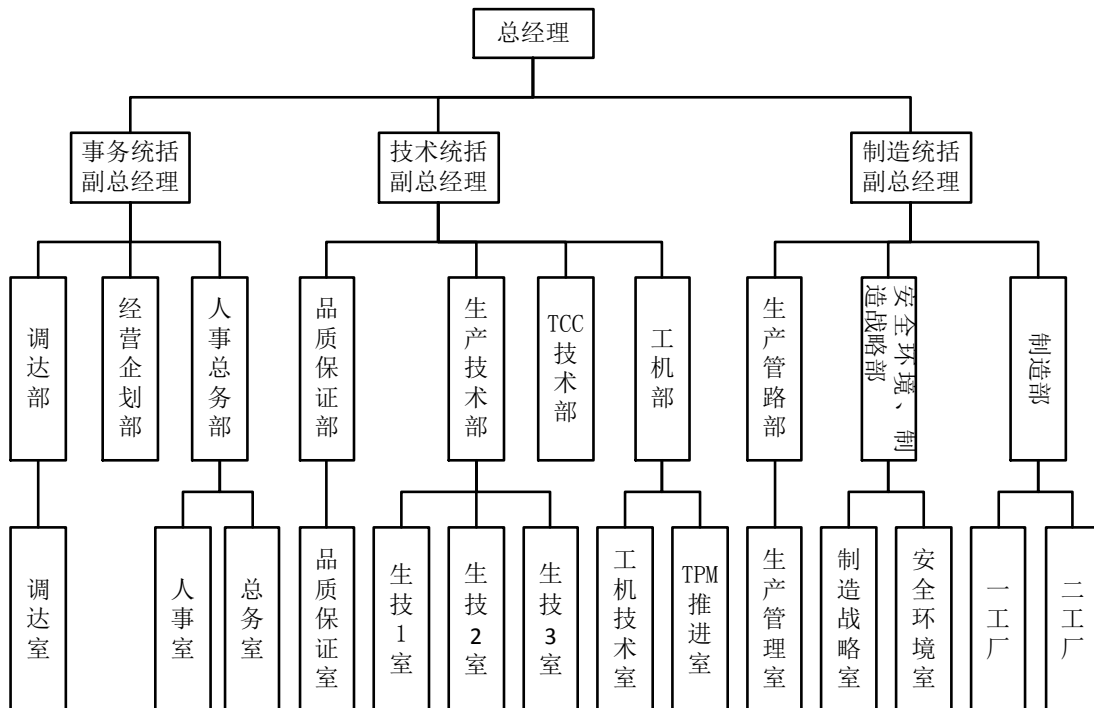 总经理
事务统括
副总经理
技术统括
副总经理
制造统括
副总经理
调达部
经营企划部
人事总务部
品质保证部
生产技术部
TCC技术部
工机部
生产管路部
安全环境、制
造战略部
制造部
调达室
人事室
总务室
品质保证室
生技1室
生技2室
生技3室
工机技术室
TPM推进室
生产管理室
制造战略室
安全环境室
一工厂
二工厂